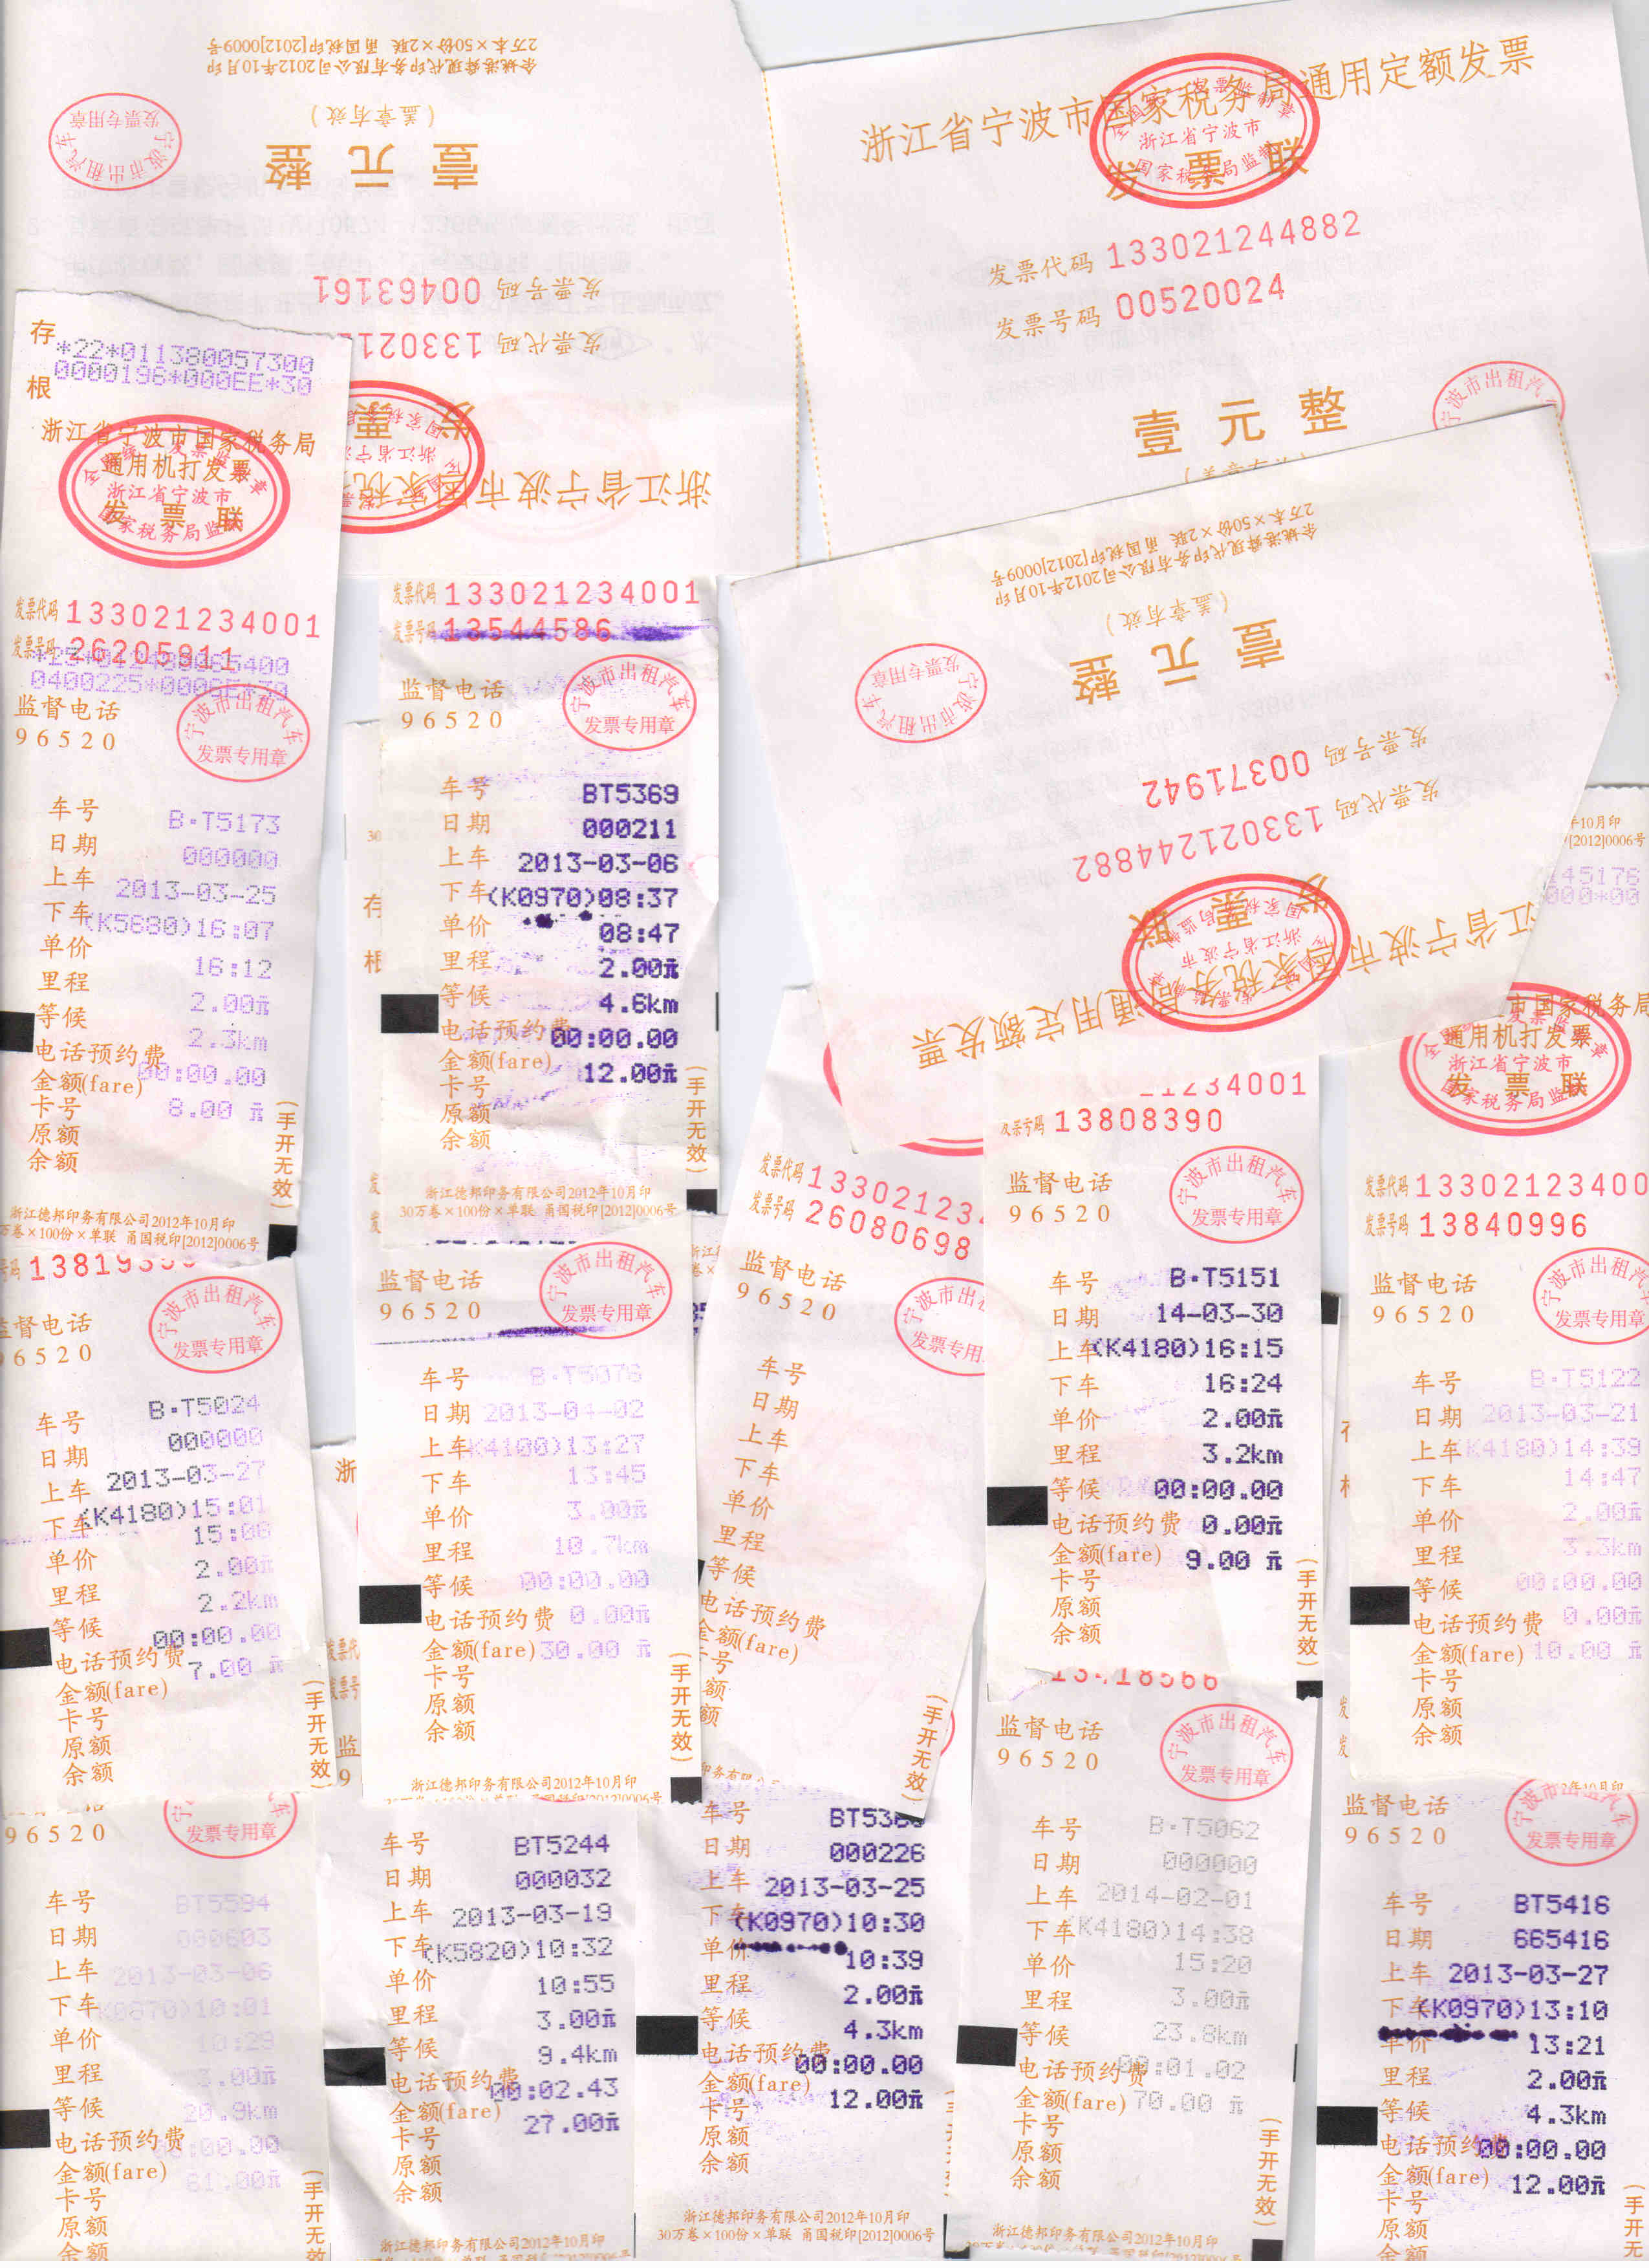 余姚港舜现代印务有限公司2012年10月印
2万本×50份×2联 甬国税印[2012]0009号
(盖章有效)
壹元整
宁波市出租汽车
发票专用章
发票号码 00463161
发票代码
发票
浙江省宁波市国家税
浙江省宁波市国家税务局通用定额发票
发票联
全国统一发票监制章
浙江省宁波市
国家税务局监制
发票代码 133021244882
发票号码 00520024
壹元整
宁波市出租汽车
余姚港舜现代印务有限公司2012年10月印
2万本×50份×2联 甬国税印[2012]0009号
(盖章有效)
壹元整
宁波市出租汽车
发票专用章
发票号码 00371942
发票代码 133021244882
发票联
江省宁波市国家税务局通用定额发票
存根
*22*011380057300
0000196*000EE*30
浙江省宁波市国家税务局
通用机打发票
浙江省宁波市
发票联
国家税务局监制
发票代码 133021234001
发票号码 26205911
监督电话
96520
宁波市出租汽车
发票专用章
车号 B·T5173
日期 000000
上车 2013-03-25
下车 (K5680)16:07
单价 16:12
里程 2.00元
等候 2.3km
电话预约费 00:00.00
金额(fare) 8.00 元
卡号
原额
余额
(手开无效)
浙江德邦印务有限公司2012年10月印
万卷×100份×单联 甬国税印[2012]0006号
发票代码 133021234001
发票号码 13544586
监督电话
96520
宁波市出租汽车
发票专用章
车号 BT5369
日期 000211
上车 2013-03-06
下车 (K0970)08:37
单价 08:47
里程 2.00元
等候 4.6km
电话预约费 00:00.00
金额(fare) 12.00元
卡号
原额
余额
(手开无效)
浙江德邦印务有限公司2012年10月印
30万卷×100份×单联 甬国税印[2012]0006号
发票代码 13302123
发票号码 26080698
监督电话
96520
宁波市出租
发票专用
车号
日期
上车
下车
单价
里程
等候
电话预约费
金额(fare)
卡号
原额
余额
(手开无效)
34001
发票号码 13808390
监督电话
96520
宁波市出租汽车
发票专用章
车号 B·T5151
日期 14-03-30
上车 (K4180)16:15
下车 16:24
单价 2.00元
里程 3.2km
等候 00:00.00
电话预约费 0.00元
金额(fare) 9.00 元
卡号
原额
余额
(手开无效)
年10月印
[2012]0006号
145176
000*00
市国家税务局
通用机打发票
浙江省宁波市
发票联
国家税务局监制
发票代码 13302123400
发票号码 13840996
监督电话
96520
宁波市出租汽车
发票专用章
车号 B·T5122
日期 2013-03-21
上车 (K4180)14:39
下车 14:47
单价 2.00元
里程 3.3km
等候 00:00.00
电话预约费 0.00元
金额(fare) 10.00 元
卡号
原额
余额
监督电话
96520
宁波市出租汽车
发票专用章
车号 B·T5024
日期 000000
上车 2013-03-27
下车 (K4180)15:01
15:06
单价 2.00元
里程 2.2km
等候 00:00.00
电话预约费 7.00 元
金额(fare)
卡号
原额
余额
(手开无效)
监督电话
96520
宁波市出租汽车
发票专用章
车号 B·T5076
日期 2013-04-02
上车 (K4100)13:27
下车 13:45
单价 3.00元
里程 10.7km
等候 00:00.00
电话预约费 0.00元
金额(fare) 30.00 元
卡号
原额
余额
(手开无效)
浙江德邦印务有限公司2012年10月印
96520
发票专用章
车号 BT5594
日期 000603
上车 2013-03-06
下车 (K0870)10:01
单价 10:29
里程 3.00元
等候 20.9km
电话预约费 00:00.00
金额(fare) 61.00元
卡号
原额
余额
(手开无效
车号 BT5244
日期 000032
上车 2013-03-19
下车 (K5820)10:32
单价 10:55
里程 3.00元
等候 9.4km
电话预约费 00:02.43
金额(fare) 27.00元
卡号
原额
余额
浙江德邦印务有限公司2012年10月印
车号 BT536
日期 000226
上车 2013-03-25
下车 (K0970)10:30
单价 10:39
里程 2.00元
等候 4.3km
电话预约费 00:00.00
金额(fare) 12.00元
卡号
原额
余额
浙江德邦印务有限公司2012年10月印
30万卷×100份×单联 甬国税印[2012]0006号
监督电话
96520
宁波市出租汽车
发票专用章
车号 B·T5062
日期 000000
上车 2014-02-01
下车 (K4180)14:38
单价 15:20
里程 3.00元
等候 23.8km
电话预约费 00:01.02
金额(fare) 70.00 元
卡号
原额
余额
(手开无效)
浙江德邦印务有限公司2012年10月印
监督电话
96520
宁波市出租汽车
发票专用章
车号 BT5416
日期 665416
上车 2013-03-27
下车 (K0970)13:10
单价 13:21
里程 2.00元
等候 4.3km
电话预约费 00:00.00
金额(fare) 12.00元
卡号
原额
余额
(手开无